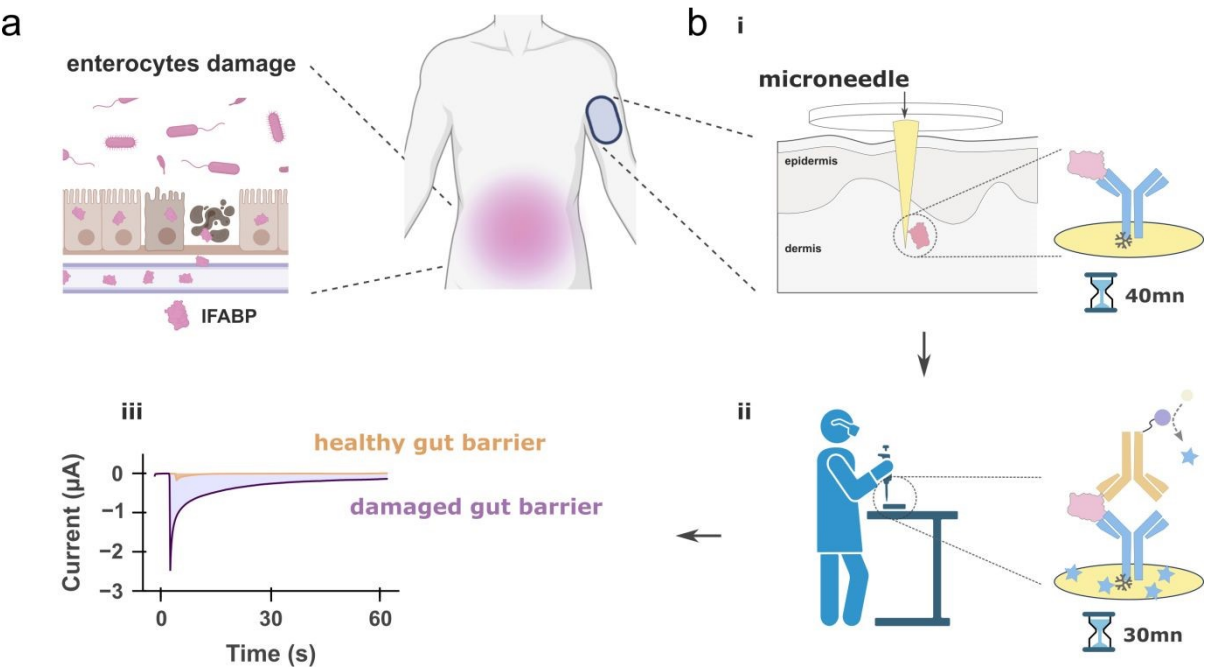 a
enterocytes damage
IFABP
b
i
microneedle
epidermis
dermis
40mn
ii
30mn
iii
healthy gut barrier
damaged gut barrier
Current (µA)
0
−1
−2
−3
0
30
60
Time (s)